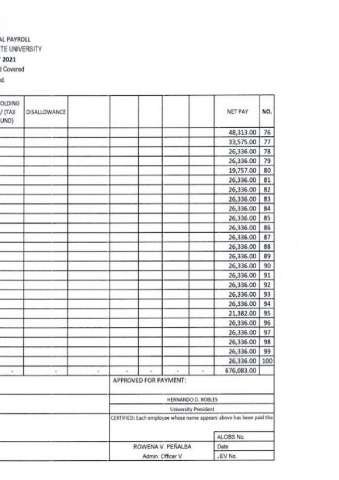 AL PAYROLL
TE UNIVERSITY
2021
d Covered
OLDING
/ (TAX DISALLOWANCE NET PAY NO.
UND)
48,313.00 76
33,575.00 77
26,336.00 78
26,336.00 79
19,757.00 80
26,336.00 81
26,336.00 82
26,336.00 83
26,336.00 84
26,336.00 85
26,336.00 86
26,336.00 87
26,336.00 88
26,336.00 89
26,336.00 90
26,336.00 91
26,336.00 92
26,336.00 93
26,336.00 94
21,382.00 95
26,336.00 96
26,336.00 97
26,336.00 98
26,336.00 99
26,336.00 100
- - - - - - - 676,083.00
APPROVED FOR PAYMENT:
HERNANDO D. ROBLES
University President
CERTIFIED: Each employee whose name appears above has been paid the
ALOBS No.
ROWENA V. PEÑALBA Date
Admin. Officer V JEV No.